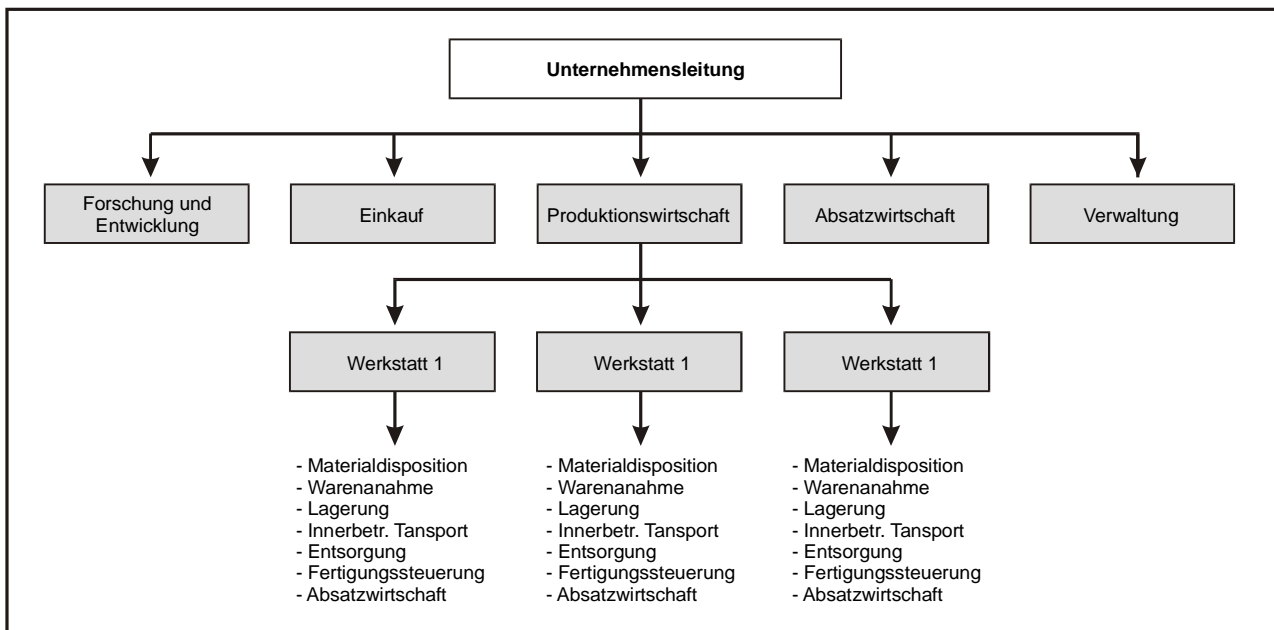 Unternehmensleitung
Forschung und
Entwicklung
Einkauf
Produktionswirtschaft
Absatzwirtschaft
Verwaltung
Werkstatt 1
Werkstatt 1
Werkstatt 1
- Materialdisposition
- Warenanahme
- Lagerung
- Innerbetr. Tansport
- Entsorgung
- Fertigungssteuerung
- Absatzwirtschaft
- Materialdisposition
- Warenanahme
- Lagerung
- Innerbetr. Tansport
- Entsorgung
- Fertigungssteuerung
- Absatzwirtschaft
- Materialdisposition
- Warenanahme
- Lagerung
- Innerbetr. Tansport
- Entsorgung
- Fertigungssteuerung
- Absatzwirtschaft